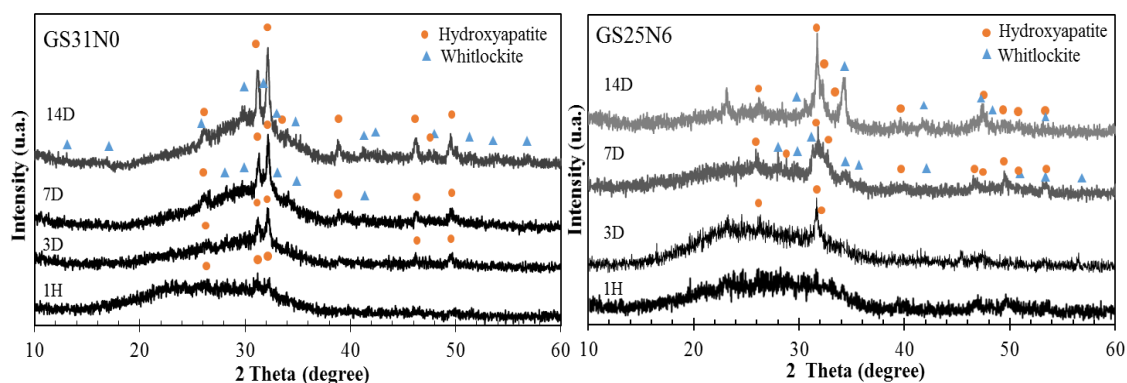 GS31N0
Hydroxyapatite
Whitlockite
14D
7D
3D
1H
Intensity (u.a.)
10 20 30 40 50 60
2 Theta (degree)
GS25N6
Hydroxyapatite
Whitlockite
14D
7D
3D
1H
Intensity (u.a.)
10 20 30 40 50 60
2 Theta (degree)